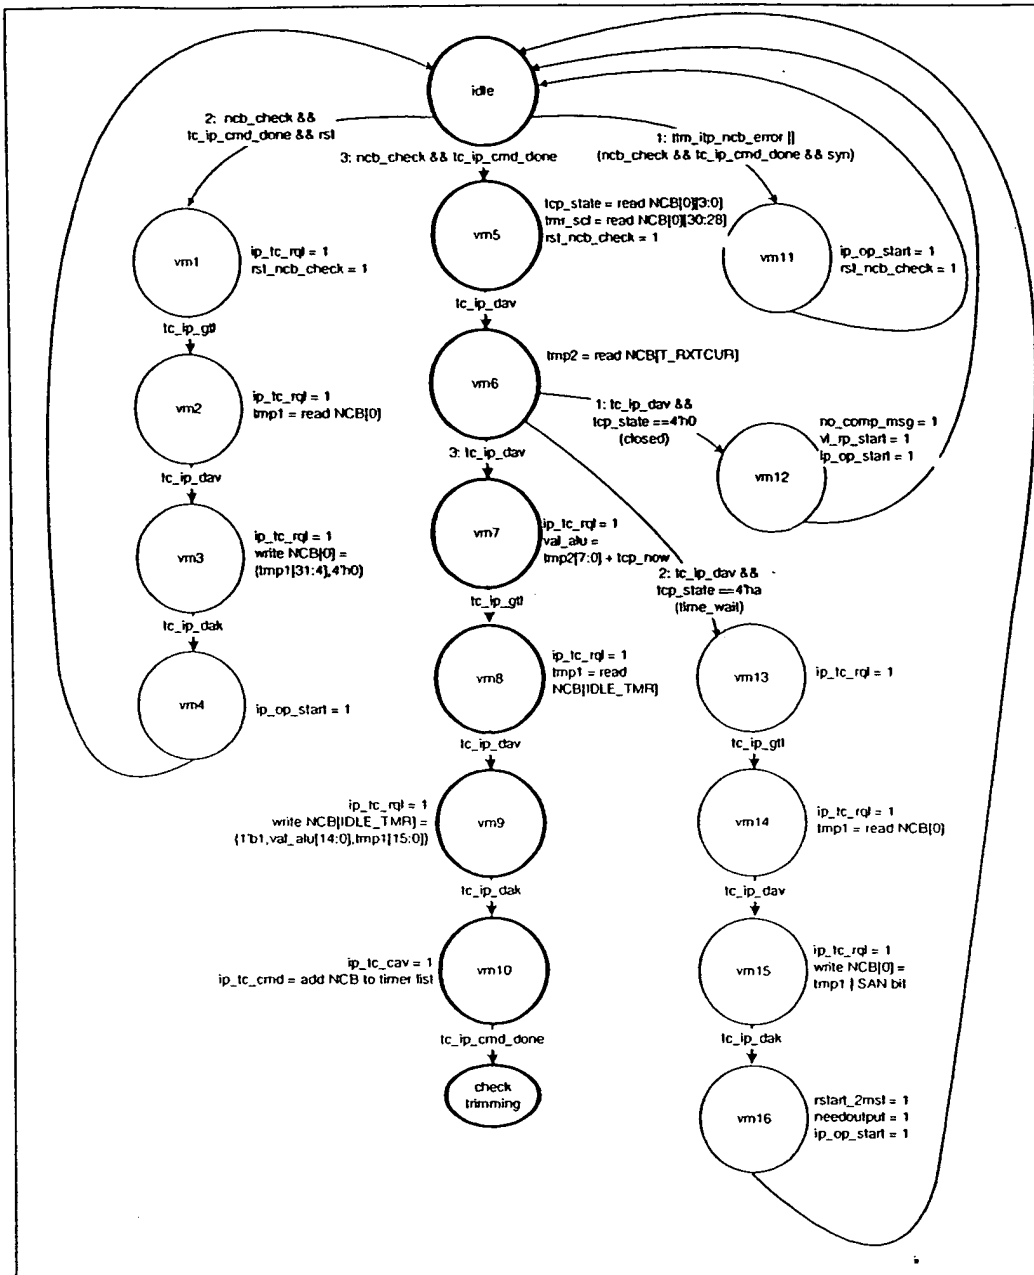 idle
2: ncb_check &&
tc_ip_cmd_done && rst
3: ncb_check && tc_ip_cmd_done
1: ltm_itp_ncb_error ||
(ncb_check && tc_ip_cmd_done && syn)
vm1
ip_tc_rql = 1
rst_ncb_check = 1
tc_ip_gtl
vm2
ip_tc_rql = 1
tmp1 = read NCB[0]
tc_ip_dav
vm3
ip_tc_rql = 1
write NCB[0] =
{tmp1[31:4],4'h0}
tc_ip_dak
vm4
ip_op_start = 1
vm5
tcp_state = read NCB[0][3:0]
tmr_scl = read NCB[0][30:28]
rst_ncb_check = 1
tc_ip_dav
vm6
tmp2 = read NCB[T_RXTCUR]
3: tc_ip_dav
vm7
ip_tc_rql = 1
val_alu =
tmp2[7:0] + tcp_now
tc_ip_gtl
vm8
ip_tc_rql = 1
tmp1 = read
NCB[IDLE_TMR]
tc_ip_dav
vm9
ip_tc_rql = 1
write NCB[IDLE_TMR] =
{1'b1,val_alu[14:0],tmp1[15:0]}
tc_ip_dak
vm10
ip_tc_cav = 1
ip_tc_cmd = add NCB to timer list
tc_ip_cmd_done
check
trimming
vm11
ip_op_start = 1
rst_ncb_check = 1
1: tc_ip_dav &&
tcp_state ==4'h0
(closed)
vm12
no_comp_msg = 1
vl_rp_start = 1
ip_op_start = 1
2: tc_ip_dav &&
tcp_state ==4'ha
(time_wait)
vm13
ip_tc_rql = 1
tc_ip_gtl
vm14
ip_tc_rql = 1
tmp1 = read NCB[0]
tc_ip_dav
vm15
ip_tc_rql = 1
write NCB[0] =
tmp1 | SAN bit
tc_ip_dak
vm16
rstart_2msl = 1
needoutput = 1
ip_op_start = 1